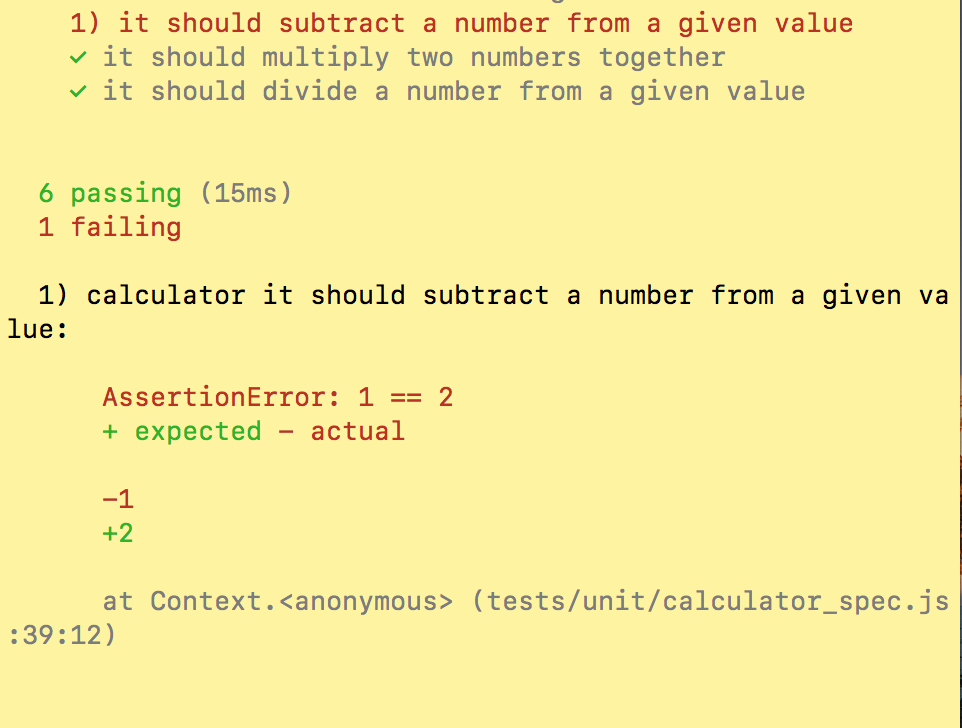 1) it should subtract a number from a given value
✓ it should multiply two numbers together
✓ it should divide a number from a given value
6 passing (15ms)
1 failing
1) calculator it should subtract a number from a given va
lue:
AssertionError: 1 == 2
+ expected - actual
-1
+2
at Context.<anonymous> (tests/unit/calculator_spec.js
:39:12)